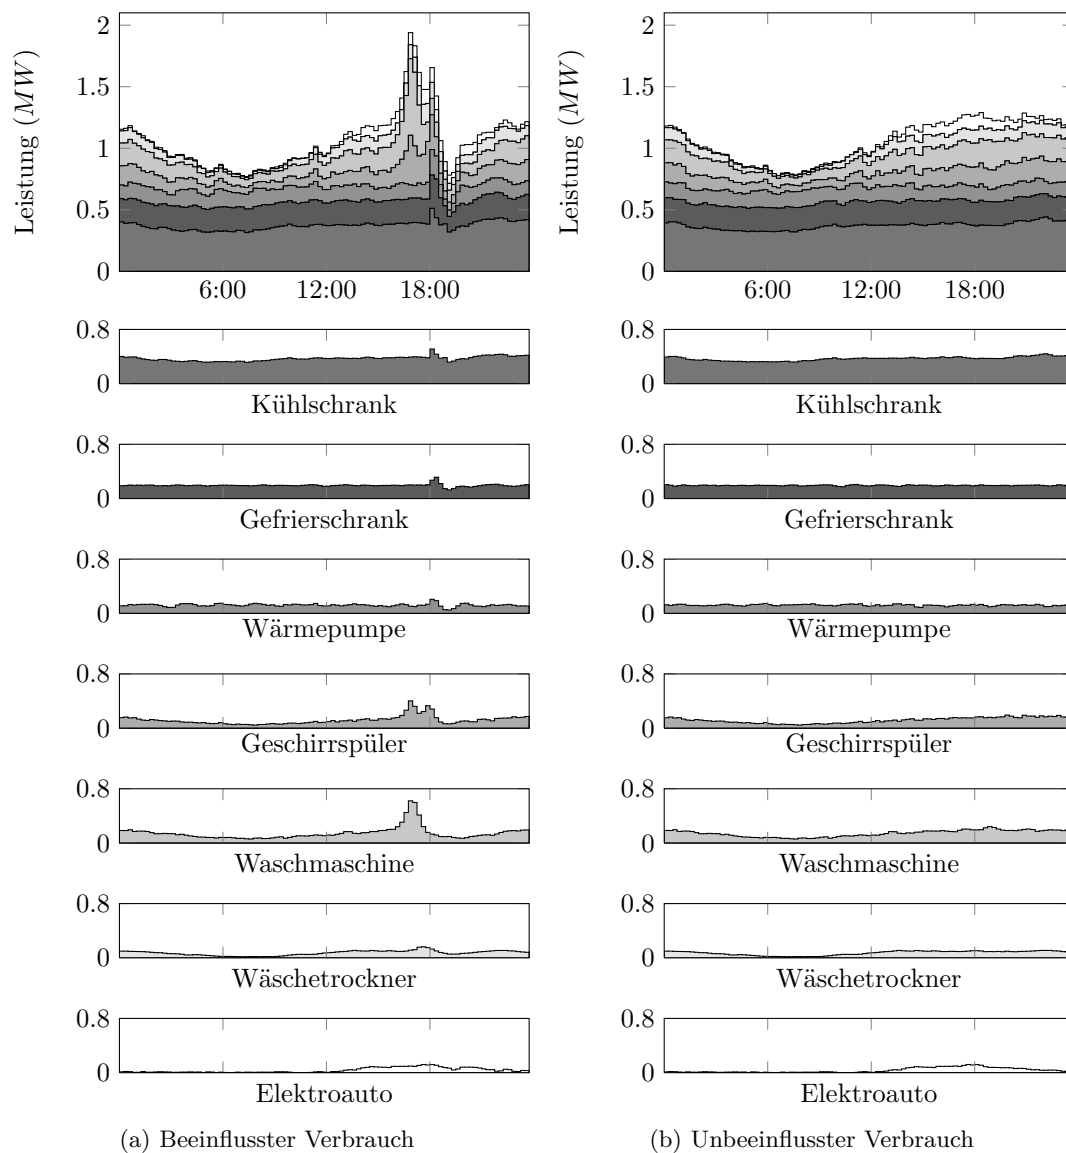 2
1.5
1
0.5
0
Leistung (MW)
6:00 12:00 18:00
0.8
0
Kühlschrank
0.8
0
Gefrierschrank
0.8
0
Wärmepumpe
0.8
0
Geschirrspüler
0.8
0
Waschmaschine
0.8
0
Wäschetrockner
0.8
0
Elektroauto
(a) Beeinflusster Verbrauch
2
1.5
1
0.5
0
Leistung (MW)
6:00 12:00 18:00
0.8
0
Kühlschrank
0.8
0
Gefrierschrank
0.8
0
Wärmepumpe
0.8
0
Geschirrspüler
0.8
0
Waschmaschine
0.8
0
Wäschetrockner
0.8
0
Elektroauto
(b) Unbeeinflusster Verbrauch